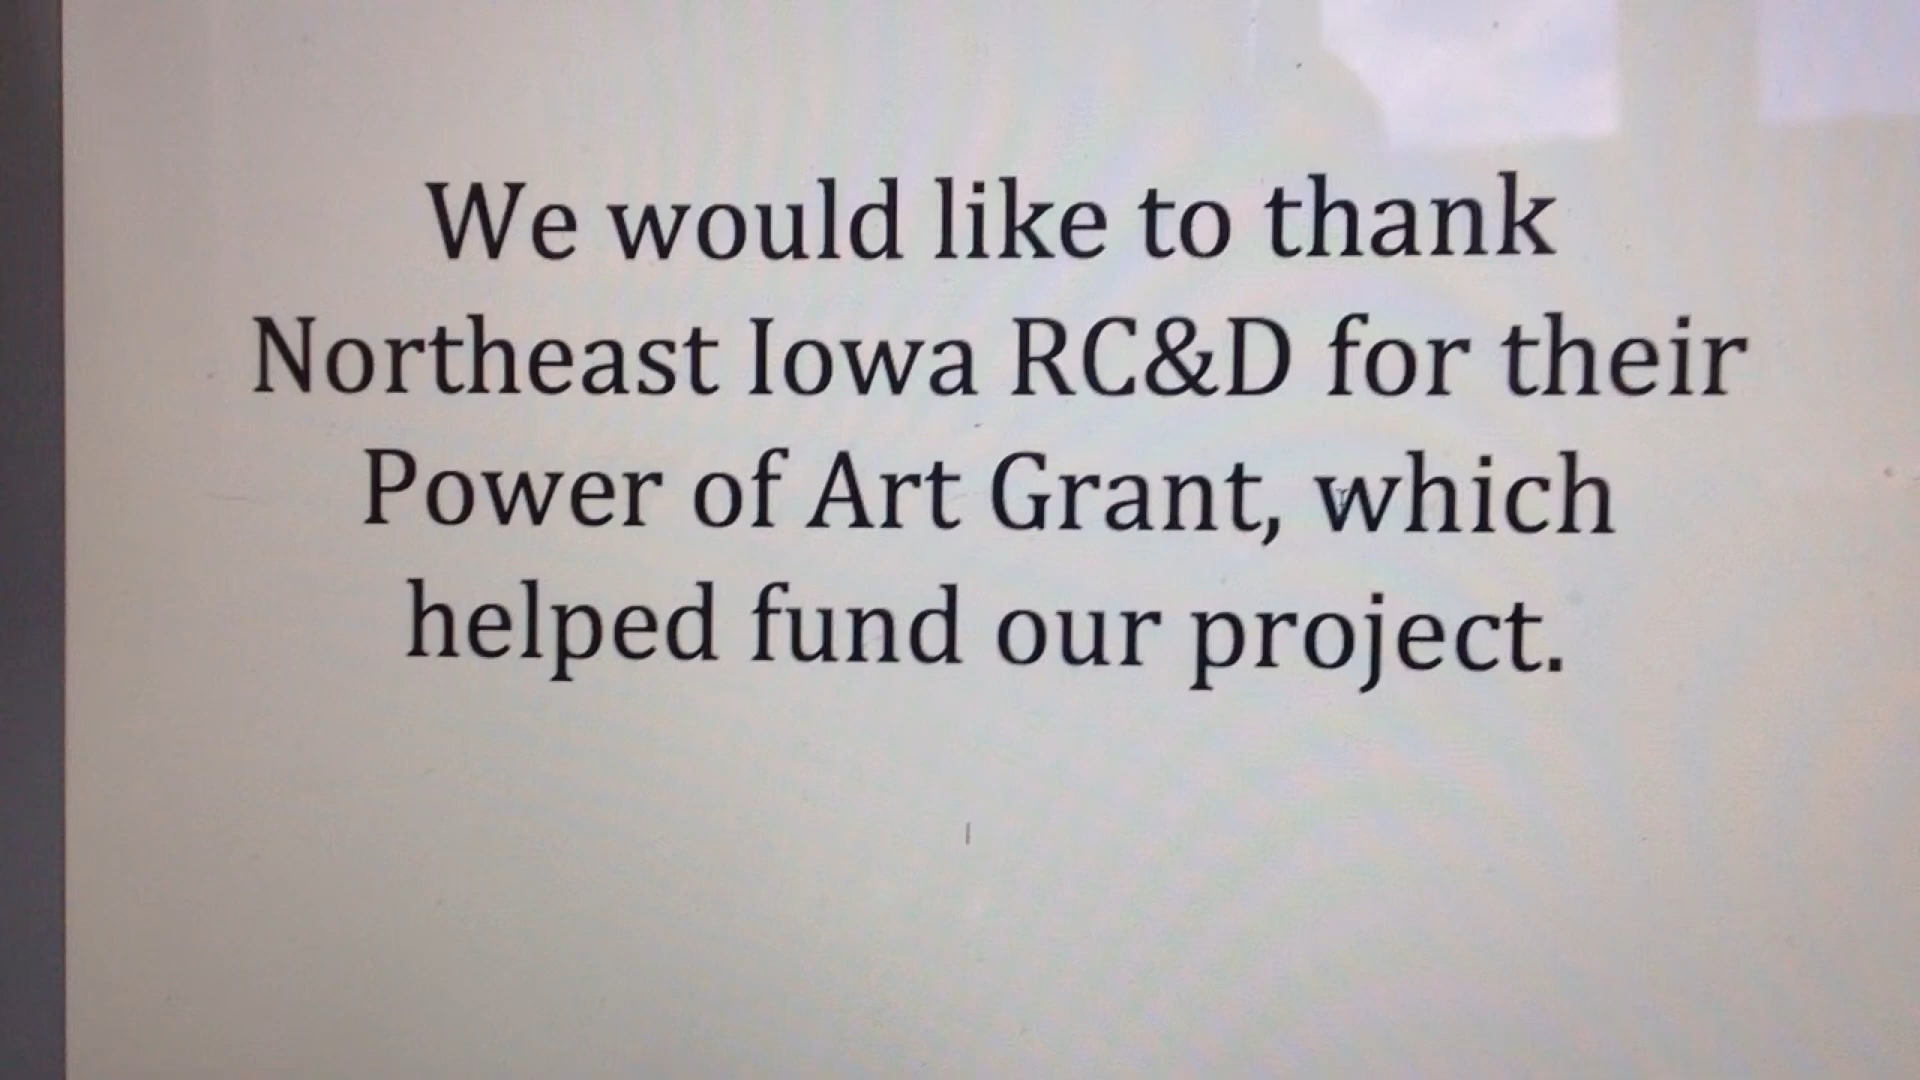 We would like to thank
Northeast Iowa RC&D for their
Power of Art Grant, which
helped fund our project.